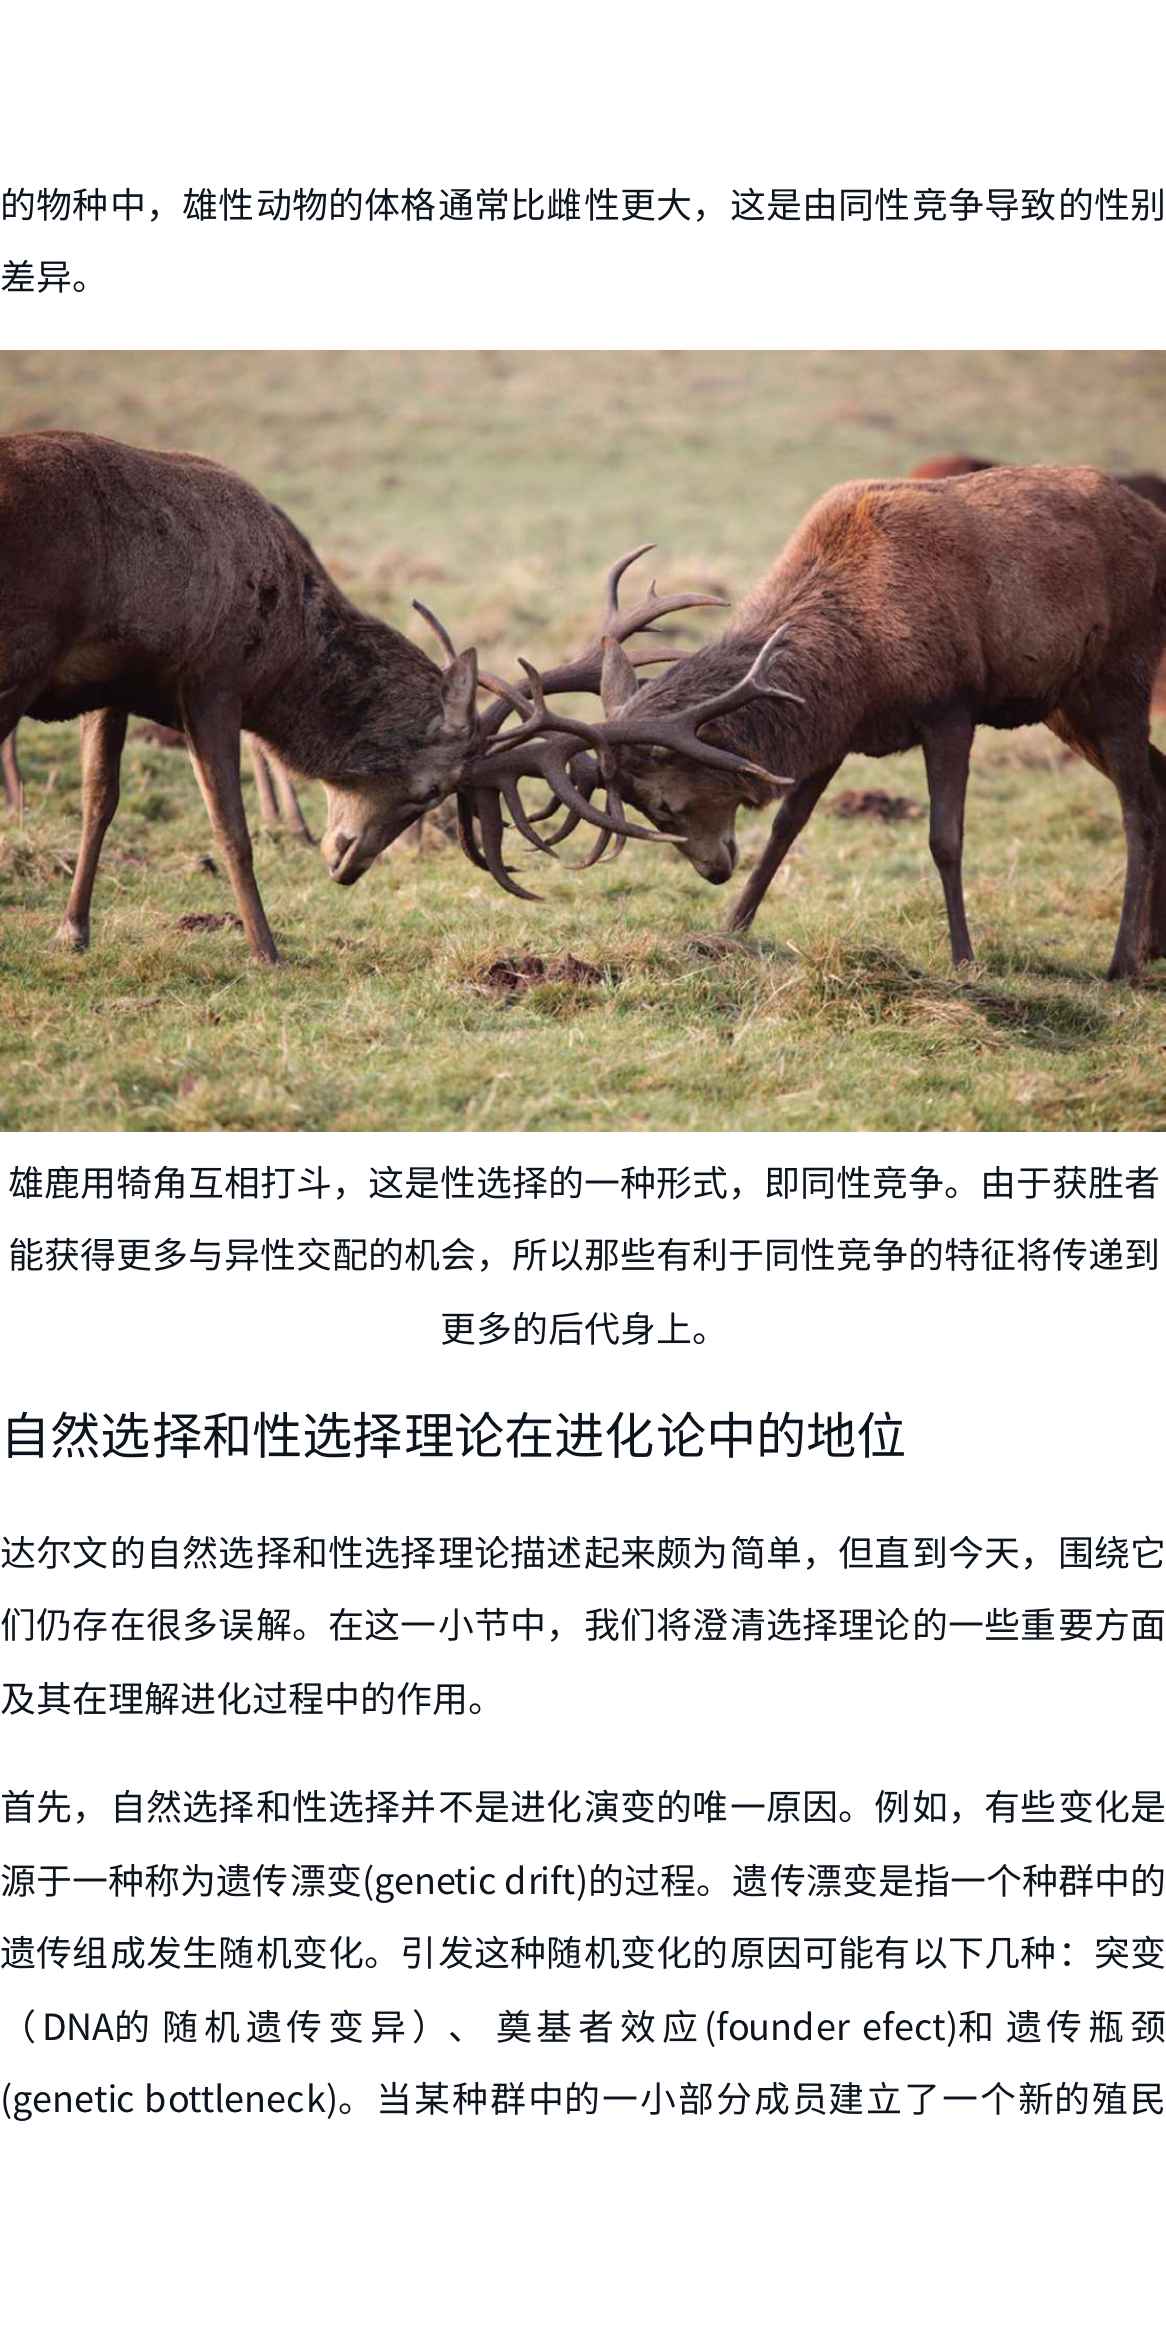 的物种中，雄性动物的体格通常比雌性更大，这是由同性竞争导致的性别
差异。
雄鹿用犄角互相打斗，这是性选择的一种形式，即同性竞争。由于获胜者
能获得更多与异性交配的机会，所以那些有利于同性竞争的特征将传递到
更多的后代身上。
自然选择和性选择理论在进化论中的地位
达尔文的自然选择和性选择理论描述起来颇为简单，但直到今天，围绕它
们仍存在很多误解。在这一小节中，我们将澄清选择理论的一些重要方面
及其在理解进化过程中的作用。
首先，自然选择和性选择并不是进化演变的唯一原因。例如，有些变化是
源于一种称为遗传漂变(genetic drift)的过程。遗传漂变是指一个种群中的
遗传组成发生随机变化。引发这种随机变化的原因可能有以下几种：突变
（DNA的 随机遗传变异）、 奠基者效应(founder efect)和 遗传瓶颈
(genetic bottleneck)。当某种群中的一小部分成员建立了一个新的殖民